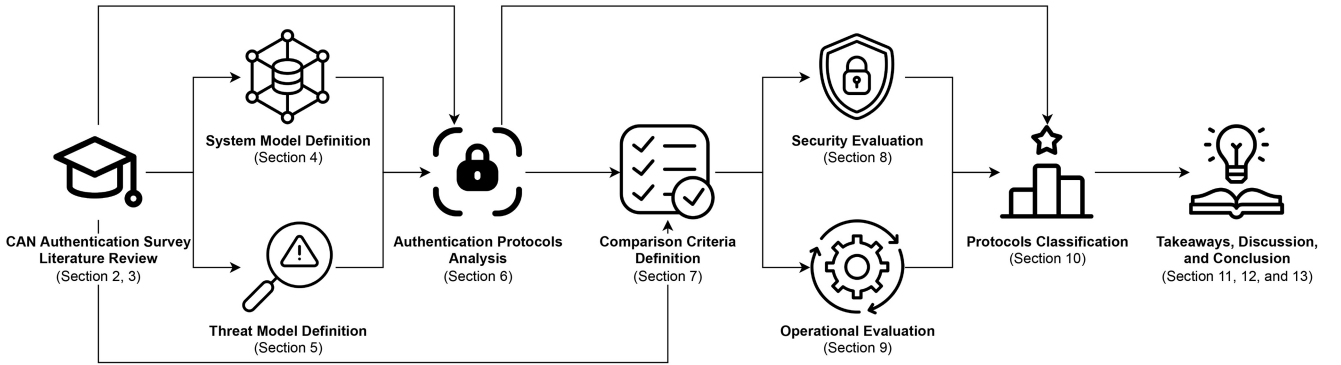 CAN Authentication Survey
Literature Review
(Section 2, 3)
System Model Definition
(Section 4)
Threat Model Definition
(Section 5)
Authentication Protocols
Analysis
(Section 6)
Comparison Criteria
Definition
(Section 7)
Security Evaluation
(Section 8)
Operational Evaluation
(Section 9)
Protocols Classification
(Section 10)
Takeaways, Discussion,
and Conclusion
(Section 11, 12, and 13)